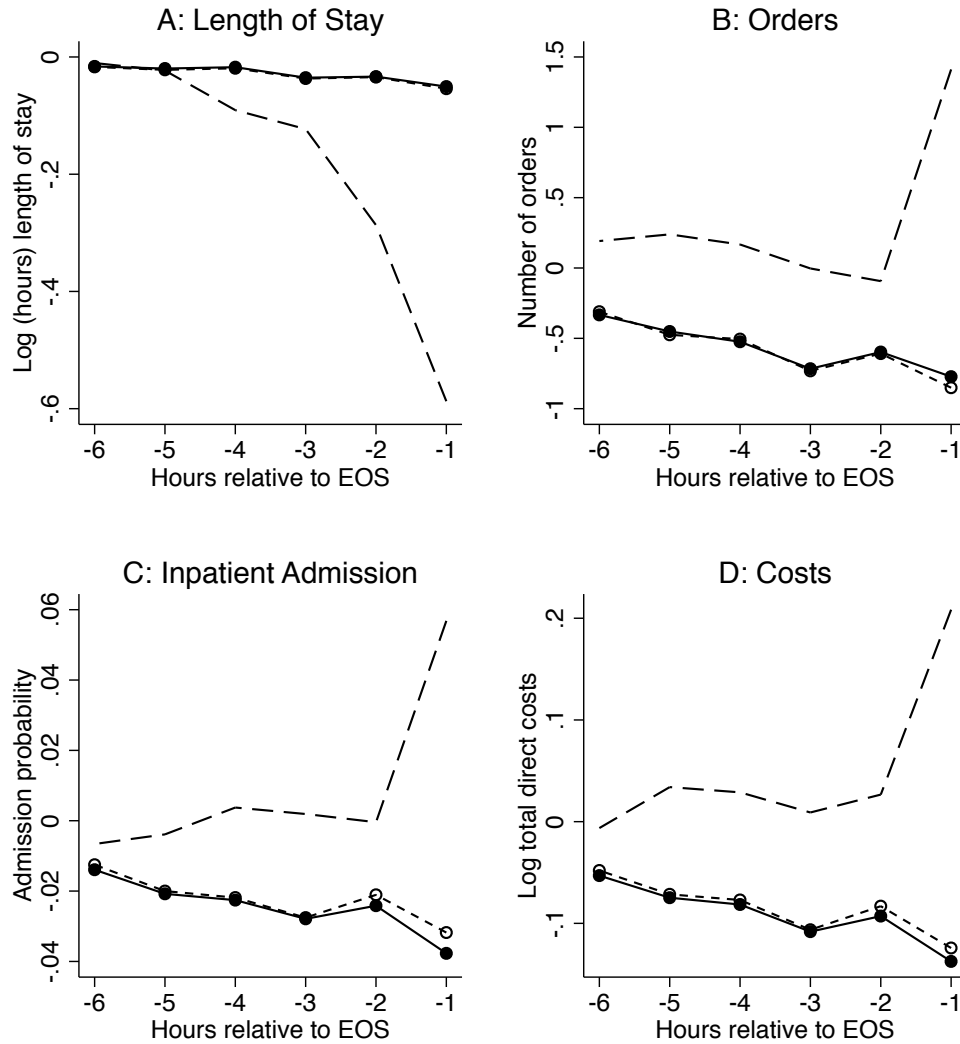 A: Length of Stay
Log (hours) length of stay
0
-.2
-.4
-.6
-6 -5 -4 -3 -2 -1
Hours relative to EOS
B: Orders
Number of orders
1.5
1
.5
0
-.5
-1
-6 -5 -4 -3 -2 -1
Hours relative to EOS
C: Inpatient Admission
Admission probability
.06
.04
.02
0
-.02
-.04
-6 -5 -4 -3 -2 -1
Hours relative to EOS
D: Costs
Log total direct costs
.2
.1
0
-.1
-6 -5 -4 -3 -2 -1
Hours relative to EOS